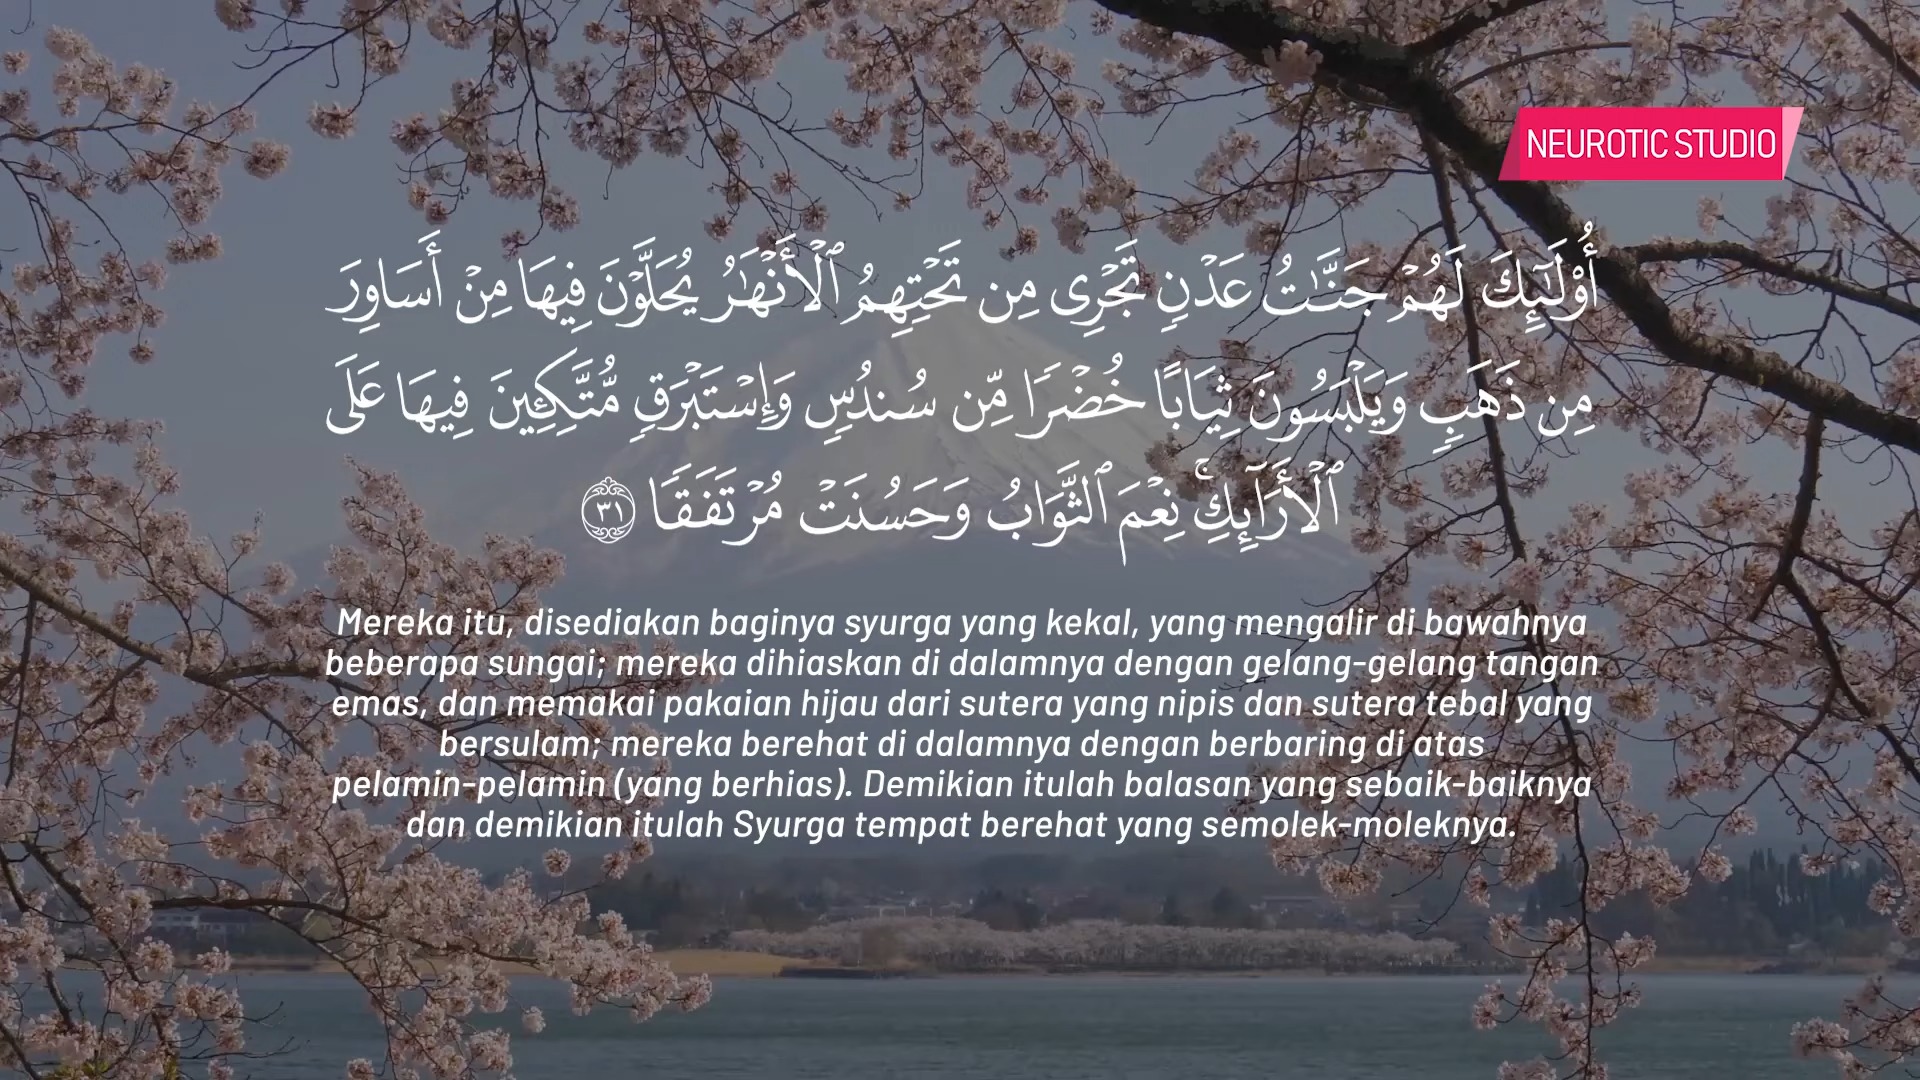 NEUROTIC STUDIO
أُو۟لَـٰٓئِكَ لَهُمْ جَنَّـٰتُ عَدْنٍ تَجْرِى مِن تَحْتِهِمُ ٱلْأَنْهَـٰرُ يُحَلَّوْنَ فِيهَا مِنْ أَسَاوِرَ
مِن ذَهَبٍ وَيَلْبَسُونَ ثِيَابًا خُضْرًا مِّن سُندُسٍ وَإِسْتَبْرَقٍ مُّتَّكِـِٔينَ فِيهَا عَلَى
ٱلْأَرَآئِكِ ۚ نِعْمَ ٱلثَّوَابُ وَحَسُنَتْ مُرْتَفَقًا ٣١
Mereka itu, disediakan baginya syurga yang kekal, yang mengalir di bawahnya
beberapa sungai; mereka dihiaskan di dalamnya dengan gelang-gelang tangan
emas, dan memakai pakaian hijau dari sutera yang nipis dan sutera tebal yang
bersulam; mereka berehat di dalamnya dengan berbaring di atas
pelamin-pelamin (yang berhias). Demikian itulah balasan yang sebaik-baiknya
dan demikian itulah Syurga tempat berehat yang semolek-moleknya.